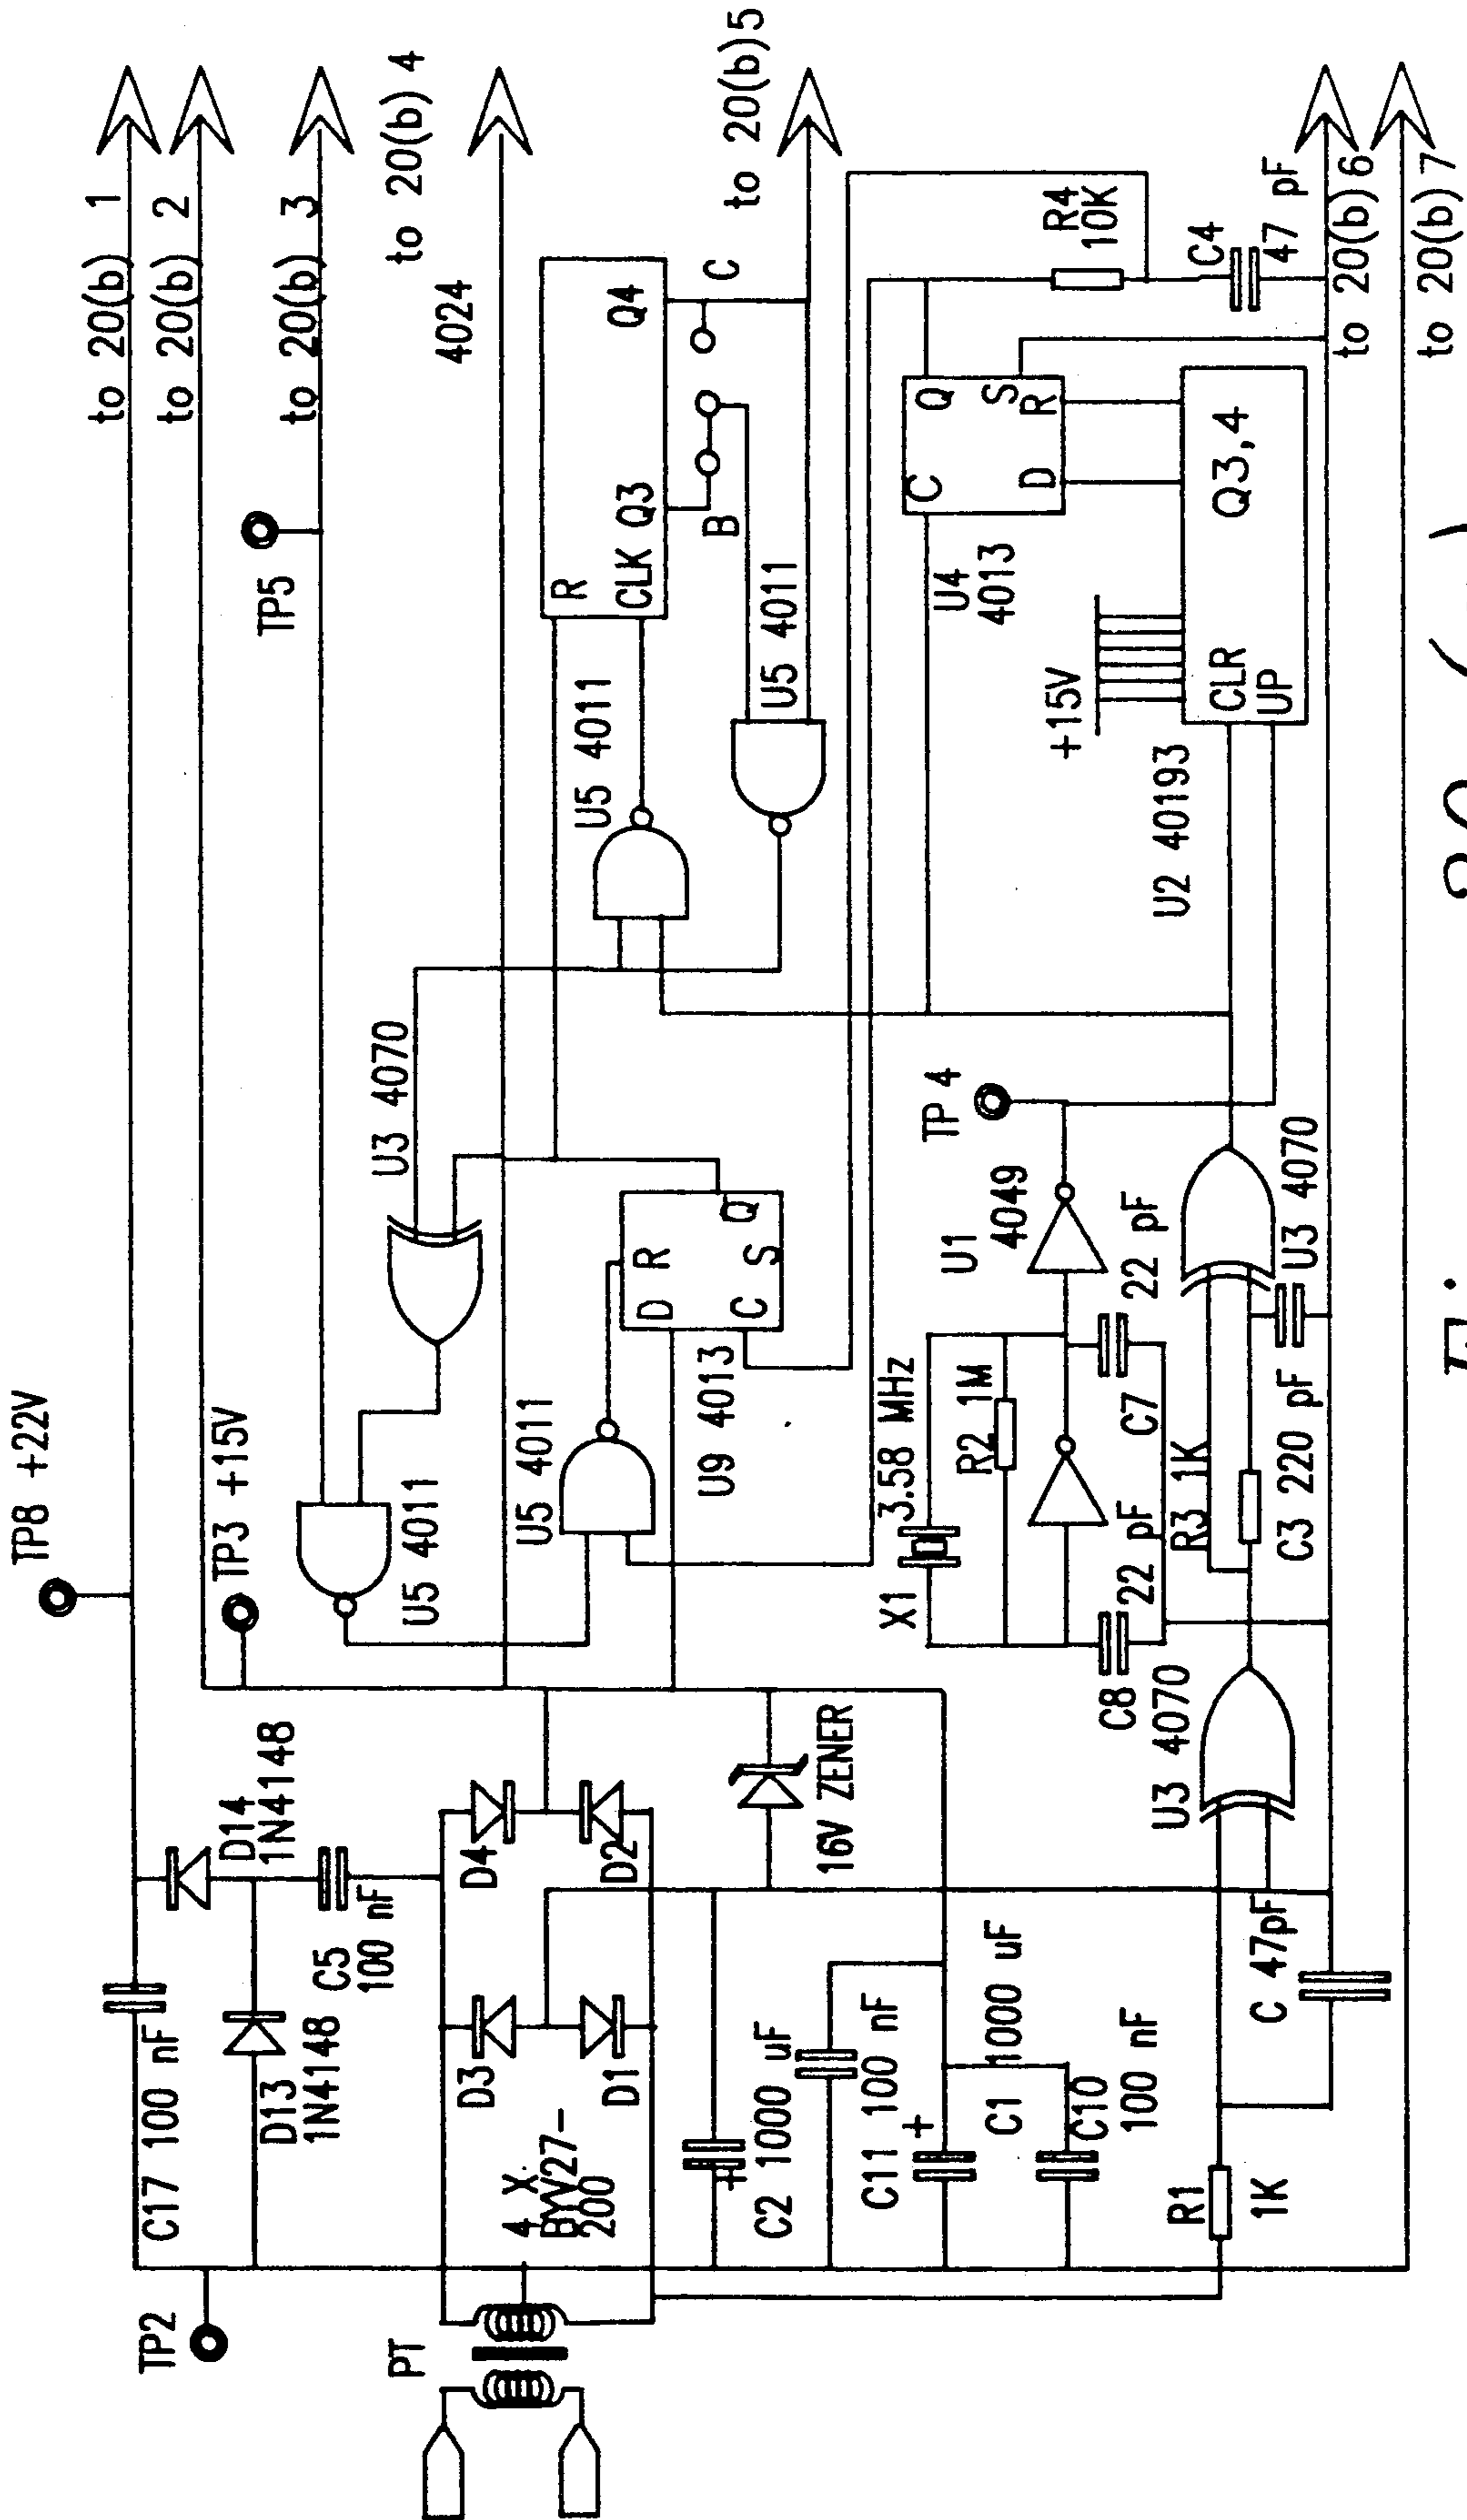 TP8 +22V
TP3 +15V
TP5
to 20(b) 1
to 20(b) 2
to 20(b) 3
to 20(b) 4
to 20(b)5
to 20(b)6
to 20(b) 7
TP2
C17 100 nF
D13
1N4148
D14
1N4148
C5
100 nF
PT
4 X
BYV27-
200
D3
D1
D4
D2
16V ZENER
C2 1000 uF
+
C11 100 nF
+
C1 1000 uF
C10
100 nF
R1
1K
C 47pF
U3 4070
U5 4011
U5 4011
U9 4013
D R
C S
Q
U3 4070
U5 4011
U5 4011
4024
R
CLK Q3
Q4
B
C
X1 3.58 MHz
R2 1M
C8 22 pF
C7 22 pF
U1
4049
TP 4
R3 1K
C3 220 pF
U3 4070
U2 40193
+15V
CLR
UP
Q3,4
U4
4013
C Q
S
D R
R4
10K
C4
47 pF